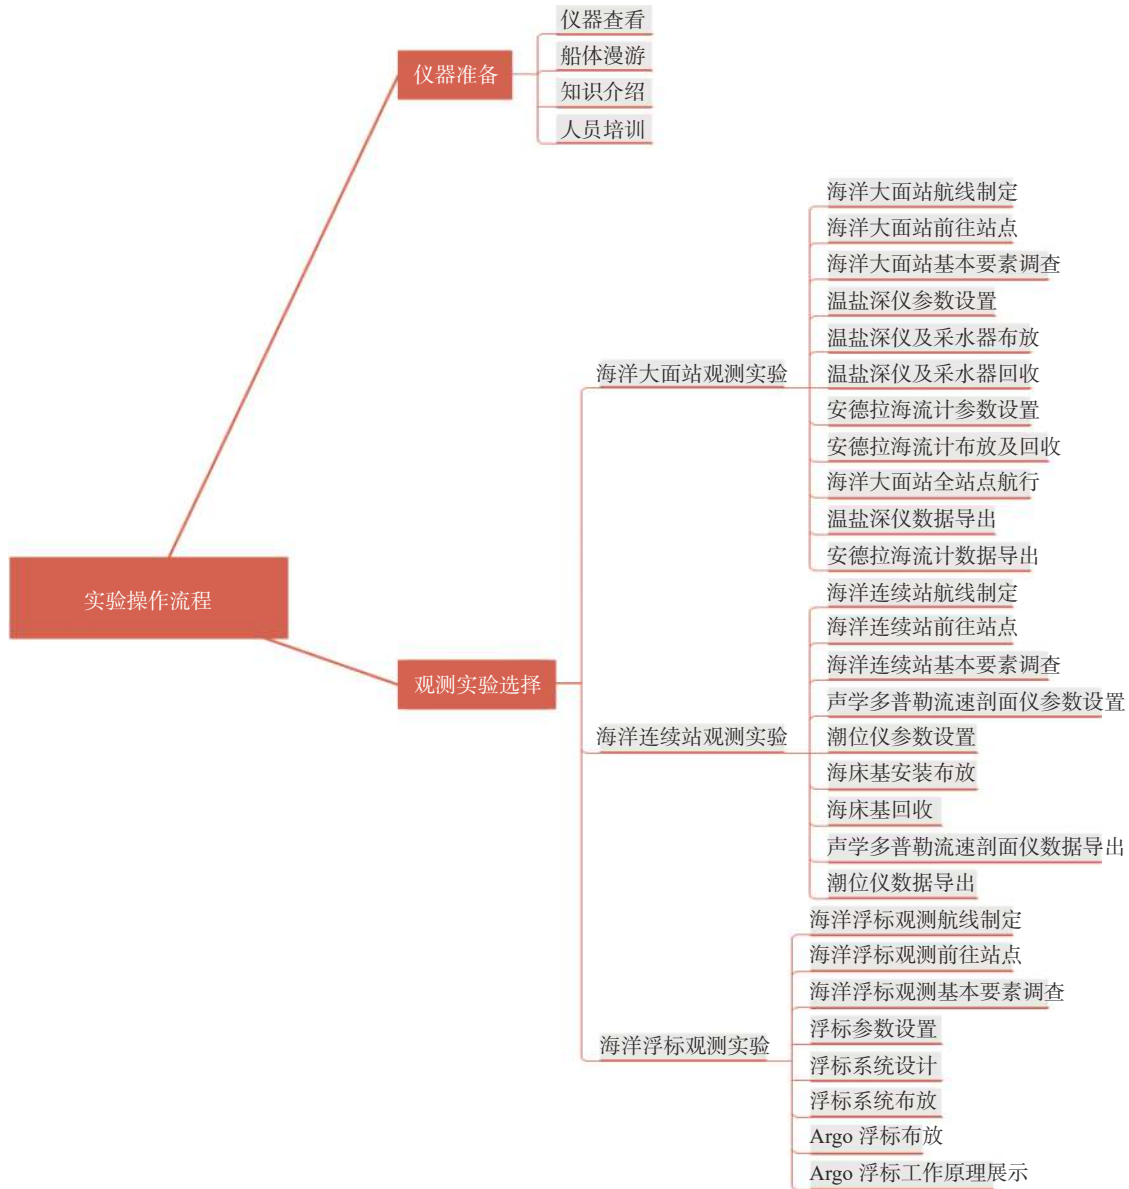 实验操作流程
仪器准备
仪器查看
船体漫游
知识介绍
人员培训
观测实验选择
海洋大面站观测实验
海洋大面站航线制定
海洋大面站前往站点
海洋大面站基本要素调查
温盐深仪参数设置
温盐深仪及采水器布放
温盐深仪及采水器回收
安德拉海流计参数设置
安德拉海流计布放及回收
海洋大面站全站点航行
温盐深仪数据导出
安德拉海流计数据导出
海洋连续站观测实验
海洋连续站航线制定
海洋连续站前往站点
海洋连续站基本要素调查
声学多普勒流速剖面仪参数设置
潮位仪参数设置
海床基安装布放
海床基回收
声学多普勒流速剖面仪数据导出
潮位仪数据导出
海洋浮标观测实验
海洋浮标观测航线制定
海洋浮标观测前往站点
海洋浮标观测基本要素调查
浮标参数设置
浮标系统设计
浮标系统布放
Argo 浮标布放
Argo 浮标工作原理展示